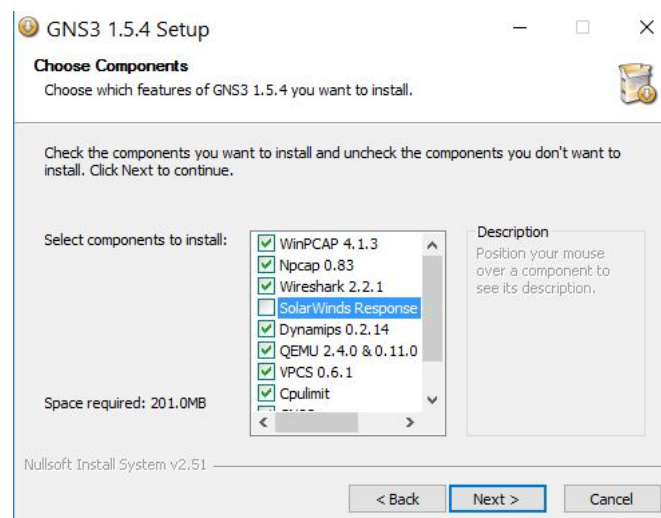 GNS3 1.5.4 Setup
Choose Components
Choose which features of GNS3 1.5.4 you want to install.
Check the components you want to install and uncheck the components you don't want to
install. Click Next to continue.
Select components to install:
WinPCAP 4.1.3
Npcap 0.83
Wireshark 2.2.1
SolarWinds Response
Dynamips 0.2.14
QEMU 2.4.0 & 0.11.0
VPCS 0.6.1
Cpulimit
Description
Position your mouse
over a component to
see its description.
Space required: 201.0MB
Nullsoft Install System v2.51
< Back
Next >
Cancel